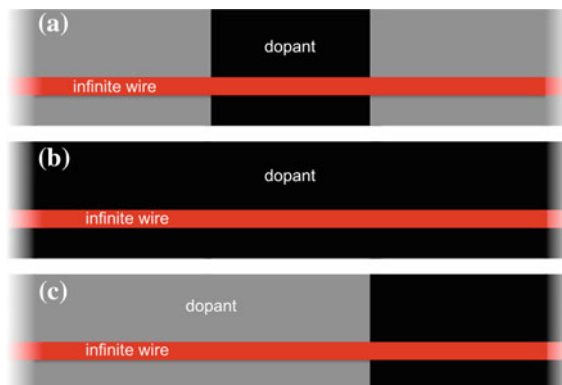 (a)
dopant
infinite wire
(b)
dopant
infinite wire
(c)
dopant
infinite wire